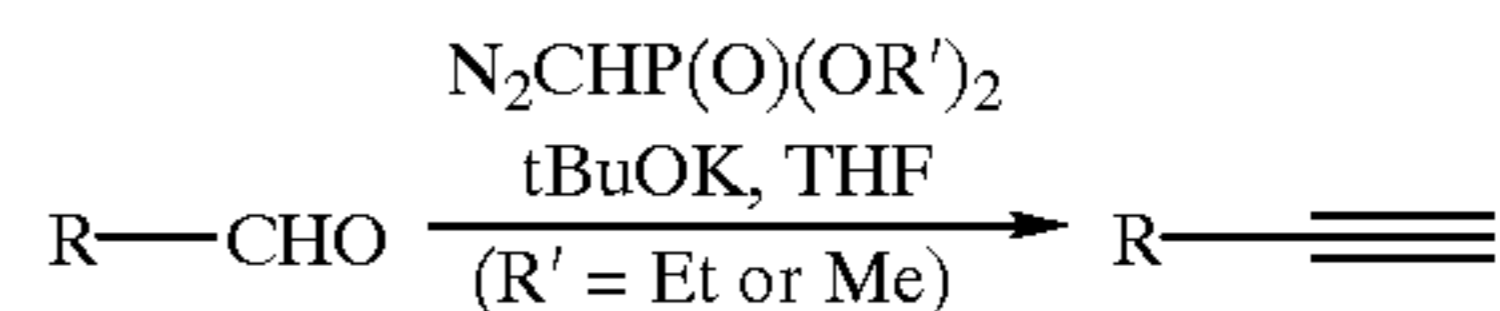 N₂CHP(O)(OR′)₂
tBuOK, THF
R—CHO
(R′ = Et or Me)
R